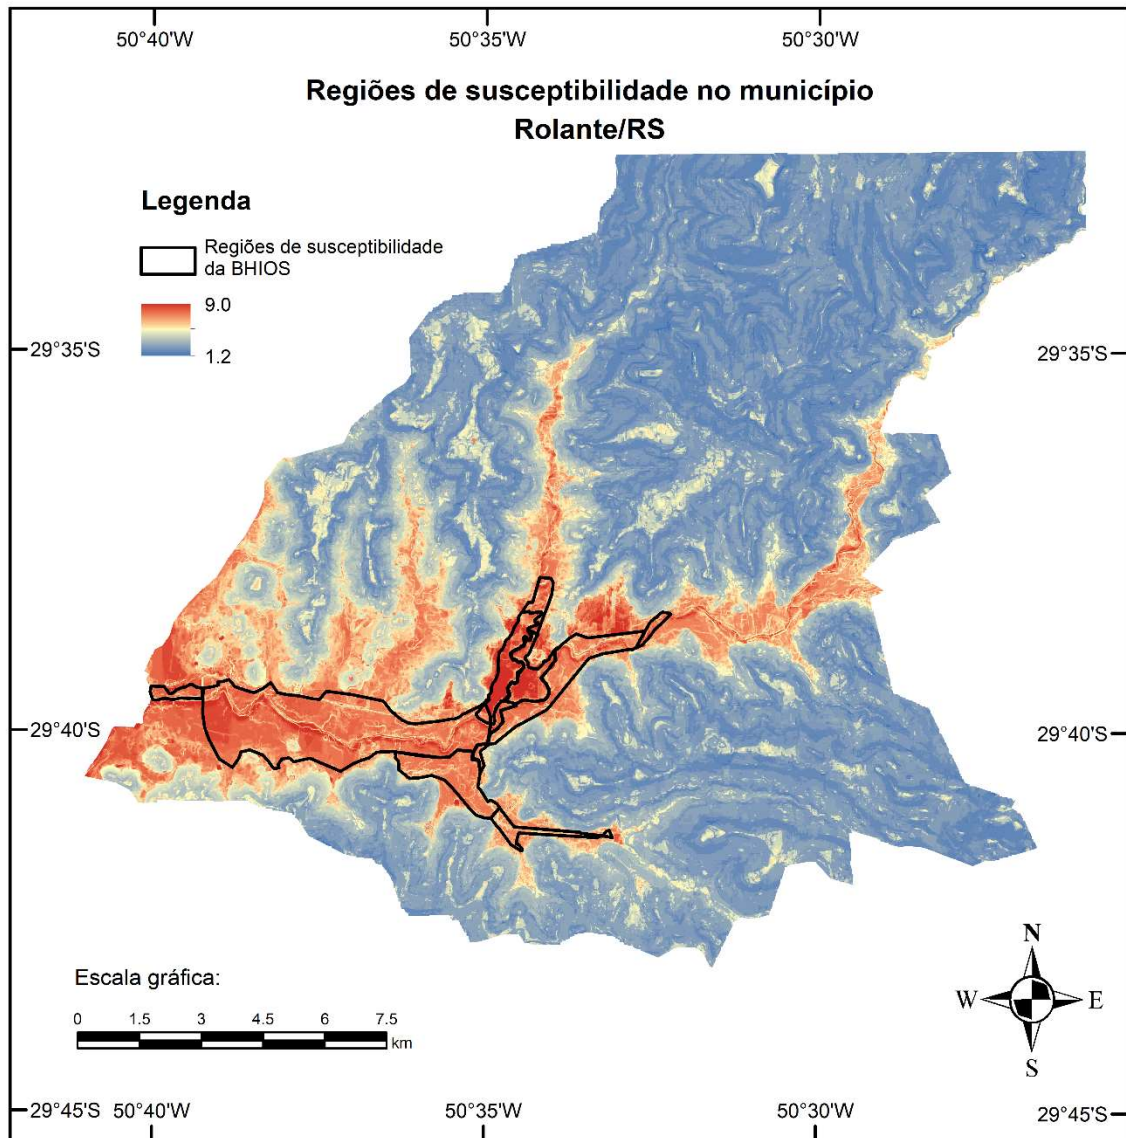 50°40'W 50°35'W 50°30'W
Regiões de susceptibilidade no município
Rolante/RS
Legenda
Regiões de susceptibilidade
da BHIOS
9.0
1.2
29°35'S 29°35'S
29°40'S 29°40'S
N
W E
S
Escala gráfica:
0 1.5 3 4.5 6 7.5
km
29°45'S 50°40'W 50°35'W 50°30'W 29°45'S